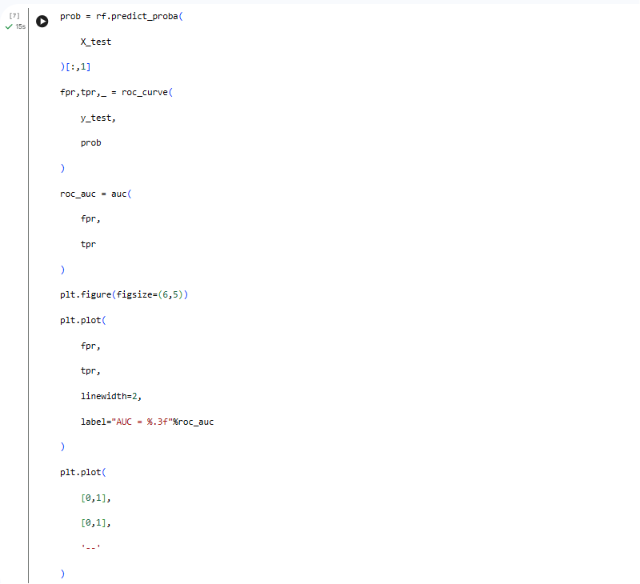 [7]
✓ 15s
prob = rf.predict_proba(
X_test
)[:,1]
fpr,tpr,_ = roc_curve(
y_test,
prob
)
roc_auc = auc(
fpr,
tpr
)
plt.figure(figsize=(6,5))
plt.plot(
fpr,
tpr,
linewidth=2,
label="AUC = %.3f"%roc_auc
)
plt.plot(
[0,1],
[0,1],
'--'
)